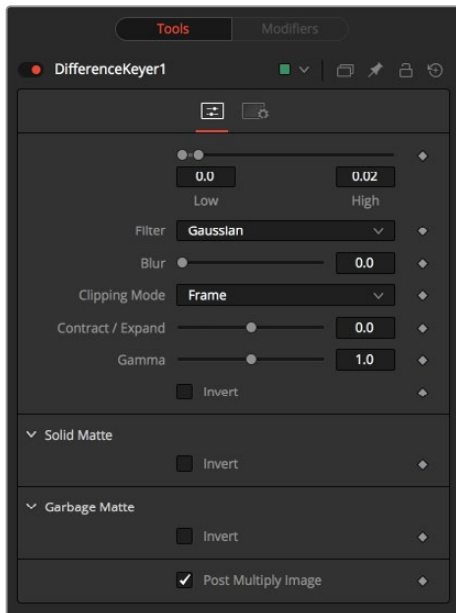 Tools Modifiers
DifferenceKeyer1
0.0 0.02
Low High
Filter Gaussian
Blur 0.0
Clipping Mode Frame
Contract / Expand 0.0
Gamma 1.0
Invert
Solid Matte
Invert
Garbage Matte
Invert
Post Multiply Image